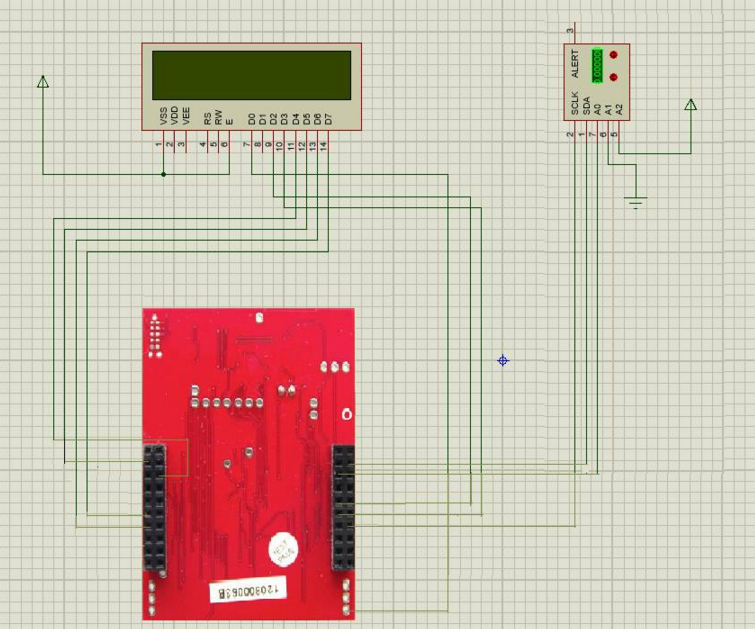 VSS
VDD
VEE
RS
RW
E
D0
D1
D2
D3
D4
D5
D6
D7
1
2
3
4
5
6
7
8
9
10
11
12
13
14
3
ALERT
SCLK
SDA
A0
A1
A2
2
1
7
6
5
TEST